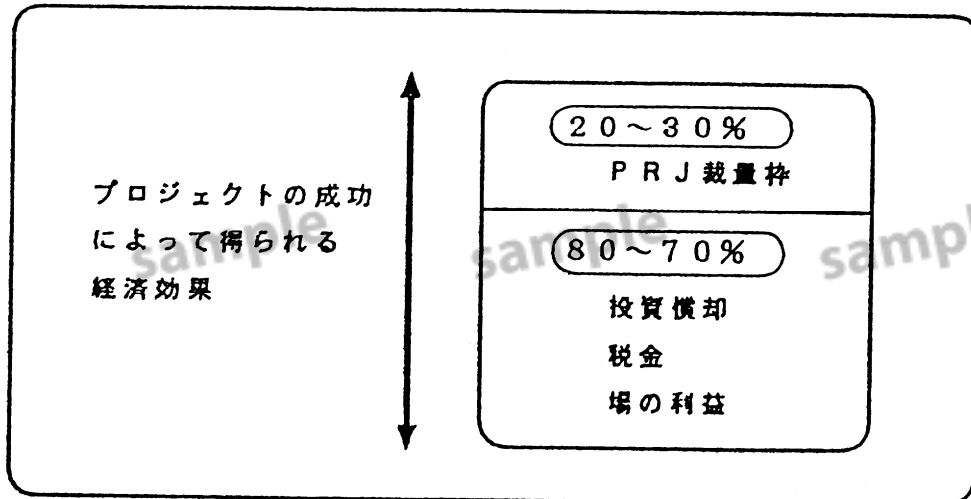 プロジェクトの成功
によって得られる
経済効果
20～30%
PRJ裁量枠
80～70%
投資償却
税金
場の利益
sample
sample
sampl